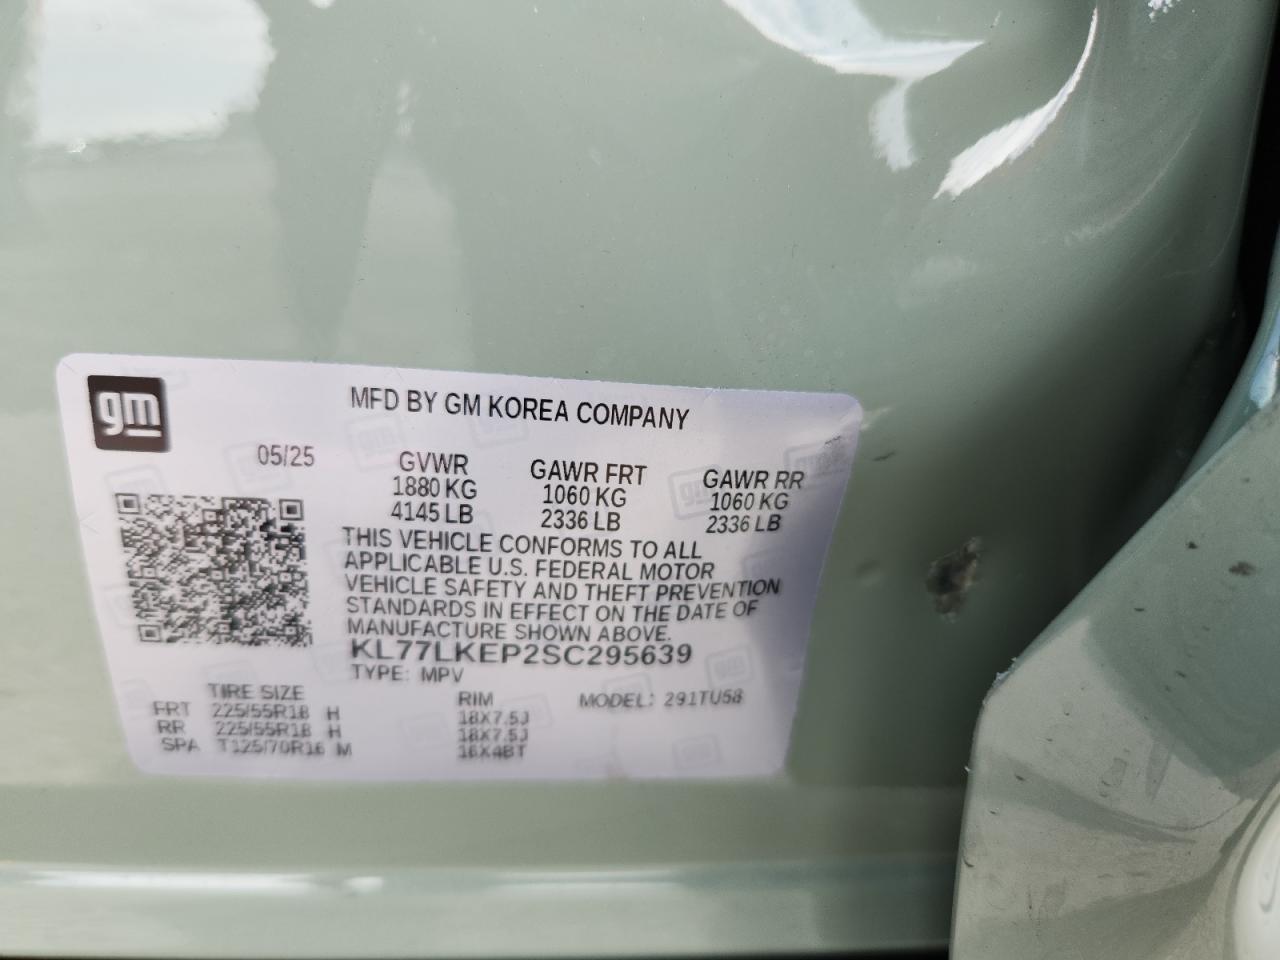 gm
MFD BY GM KOREA COMPANY
05/25
GVWR GAWR FRT GAWR RR
1880 KG 1060 KG 1060 KG
4145 LB 2336 LB 2336 LB
THIS VEHICLE CONFORMS TO ALL
APPLICABLE U.S. FEDERAL MOTOR
VEHICLE SAFETY AND THEFT PREVENTION
STANDARDS IN EFFECT ON THE DATE OF
MANUFACTURE SHOWN ABOVE.
KL77LKEP2SC295639
TYPE: MPV
TIRE SIZE RIM MODEL: 291TU58
FRT 225/55R18 H 18X7.5J
RR 225/55R18 H 18X7.5J
SPA T125/70R16 M 16X4BT